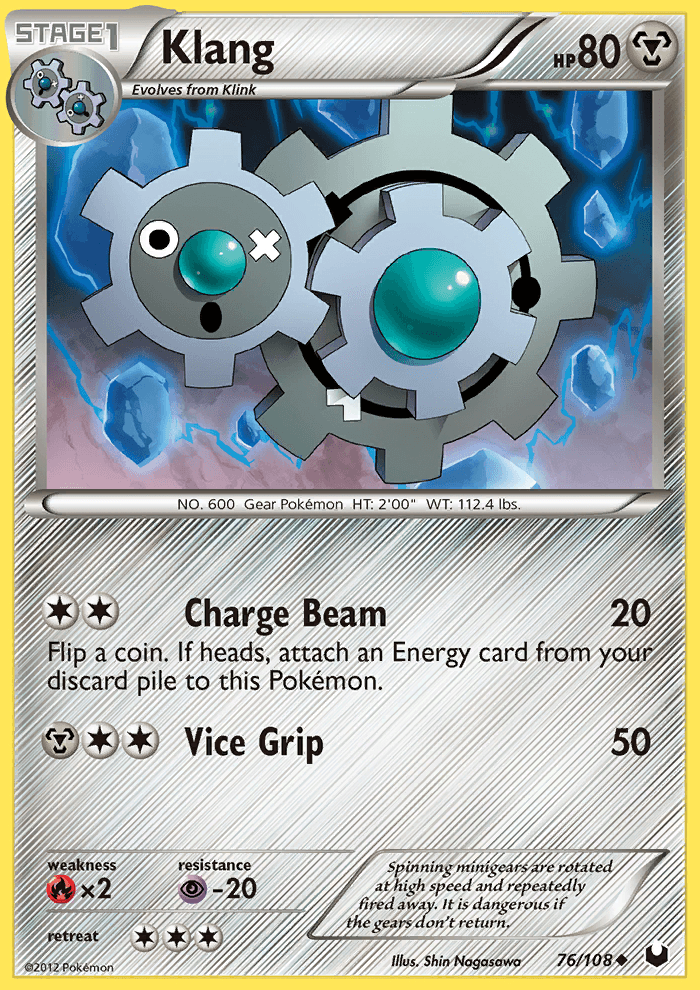 STAGE1
Klang
HP80
Evolves from Klink
NO. 600 Gear Pokémon HT: 2'00" WT: 112.4 lbs.
Charge Beam 20
Flip a coin. If heads, attach an Energy card from your
discard pile to this Pokémon.
Vice Grip 50
weakness resistance
×2 -20
retreat
Spinning minigears are rotated
at high speed and repeatedly
fired away. It is dangerous if
the gears don't return.
©2012 Pokémon
Illus. Shin Nagasawa
76/108